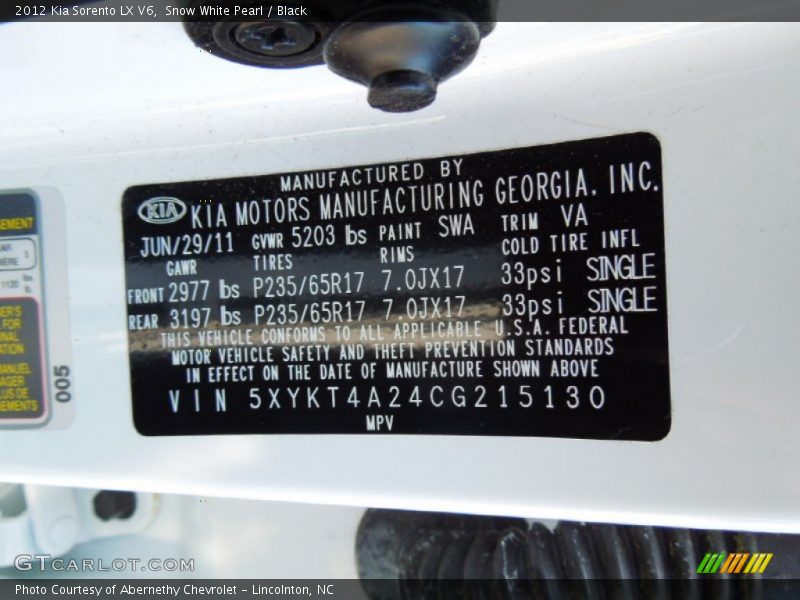 2012 Kia Sorento LX V6, Snow White Pearl / Black
MANUFACTURED BY
KIA KIA MOTORS MANUFACTURING GEORGIA, INC.
JUN/29/11 GVWR 5203 lbs PAINT SWA TRIM VA
GAWR TIRES RIMS COLD TIRE INFL
FRONT 2977 lbs P235/65R17 7.0JX17 33psi SINGLE
REAR 3197 lbs P235/65R17 7.0JX17 33psi SINGLE
THIS VEHICLE CONFORMS TO ALL APPLICABLE U.S.A. FEDERAL
MOTOR VEHICLE SAFETY AND THEFT PREVENTION STANDARDS
IN EFFECT ON THE DATE OF MANUFACTURE SHOWN ABOVE
VIN 5XYKT4A24CG215130
MPV
005
GTCARLOT.COM
Photo Courtesy of Abernethy Chevrolet - Lincolnton, NC